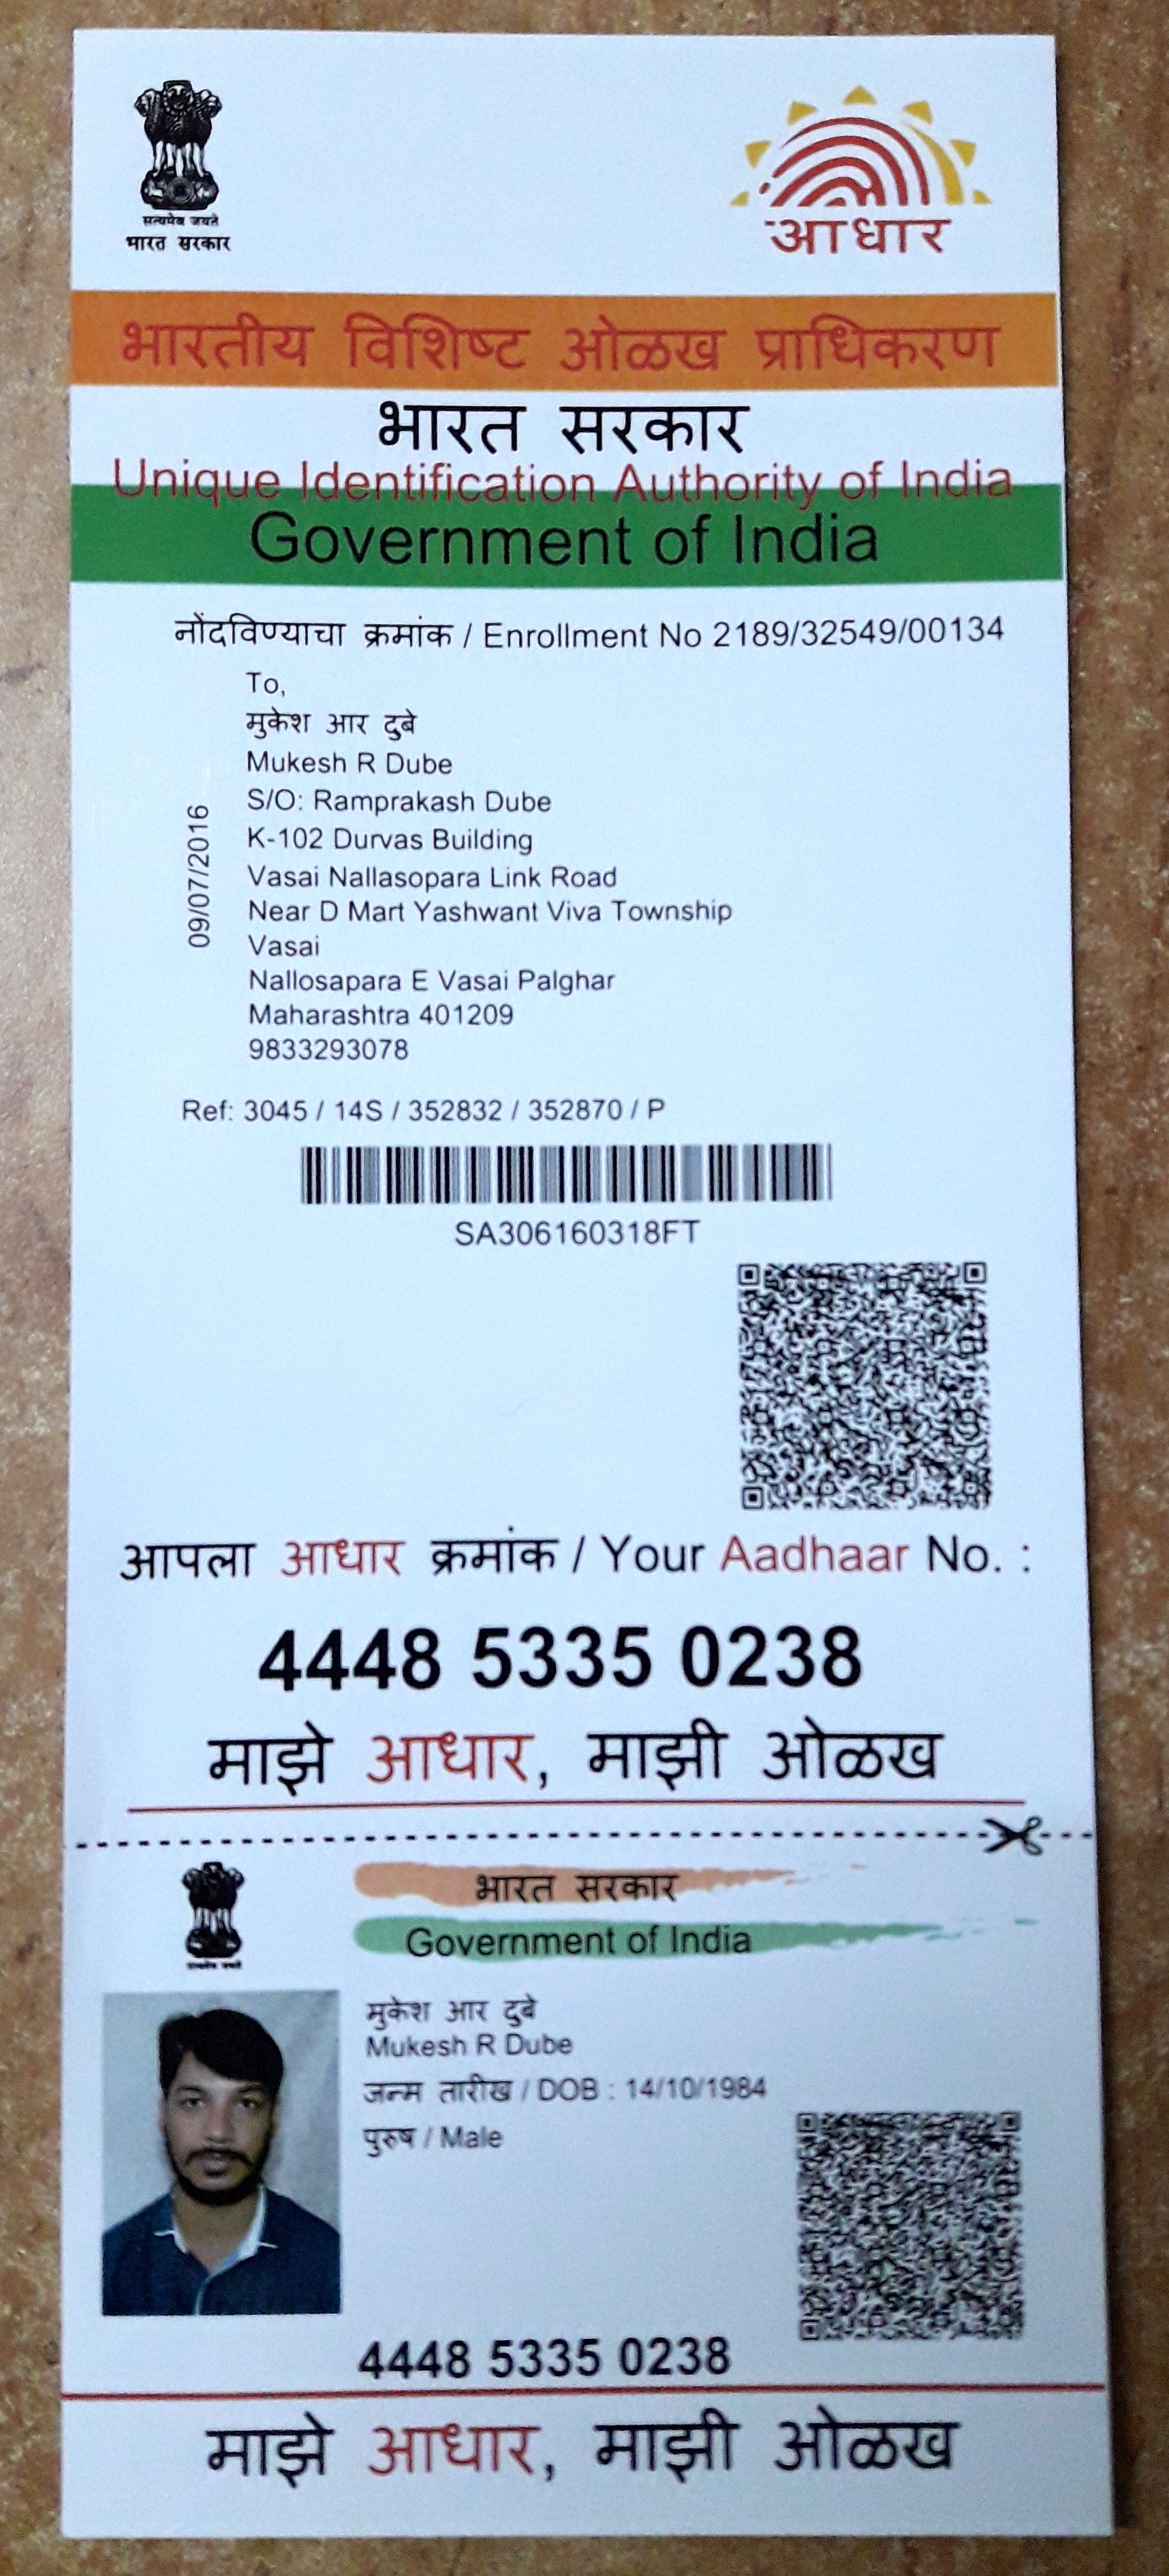 सत्यमेव जयते
भारत सरकार
आधार
भारतीय विशिष्ट ओळख प्राधिकरण
भारत सरकार
Unique Identification Authority of India
Government of India
नोंदविण्याचा क्रमांक / Enrollment No 2189/32549/00134
To,
मुकेश आर दुबे
Mukesh R Dube
S/O: Ramprakash Dube
K-102 Durvas Building
Vasai Nallasopara Link Road
Near D Mart Yashwant Viva Township
Vasai
Nallosapara E Vasai Palghar
Maharashtra 401209
9833293078
09/07/2016
Ref: 3045 / 14S / 352832 / 352870 / P
SA306160318FT
आपला आधार क्रमांक / Your Aadhaar No. :
4448 5335 0238
माझे आधार, माझी ओळख
भारत सरकार
Government of India
मुकेश आर दुबे
Mukesh R Dube
जन्म तारीख / DOB : 14/10/1984
पुरुष / Male
4448 5335 0238
माझे आधार, माझी ओळख